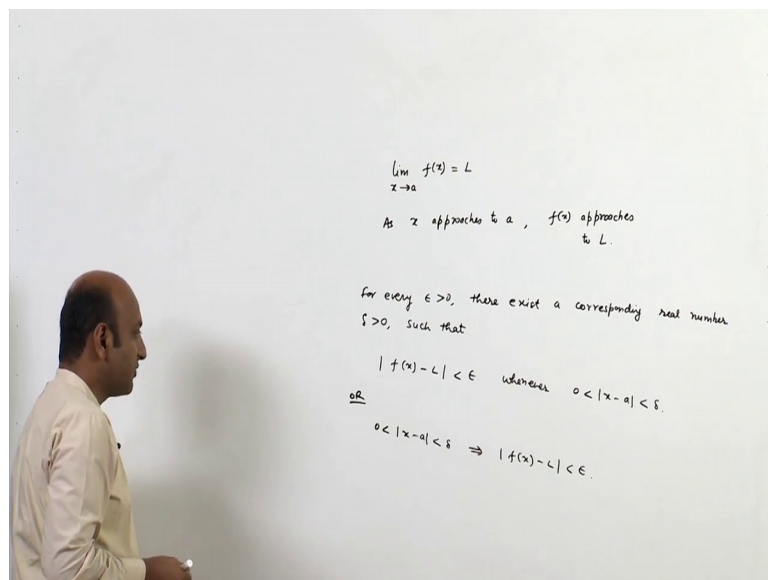 lim f(x) = L
x→a
As x approaches to a , f(x) approaches
to L.
For every ϵ >0, there exist a corresponding real number
δ >0, such that
| f(x) - L | < ϵ whenever 0 < |x - a| < δ.
OR
0 < |x-a| < δ ⇒ | f(x) - L | < ϵ.